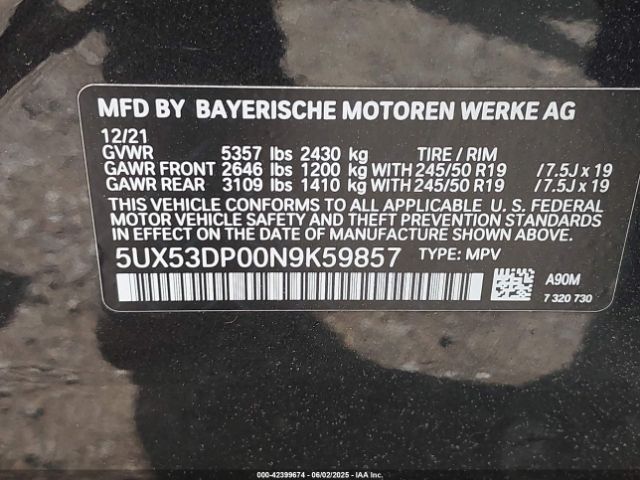 MFD BY BAYERISCHE MOTOREN WERKE AG
12/21
GVWR 5357 lbs 2430 kg TIRE / RIM
GAWR FRONT 2646 lbs 1200 kg WITH 245/50 R19 / 7.5J x 19
GAWR REAR 3109 lbs 1410 kg WITH 245/50 R19 / 7.5J x 19
THIS VEHICLE CONFORMS TO ALL APPLICABLE U. S. FEDERAL
MOTOR VEHICLE SAFETY AND THEFT PREVENTION STANDARDS
IN EFFECT ON THE DATE OF MANUFACTURE SHOWN ABOVE.
5UX53DP00N9K59857 TYPE: MPV
A90M
7 320 730
000-42399674 | 06/02/2025 | IAA Inc.